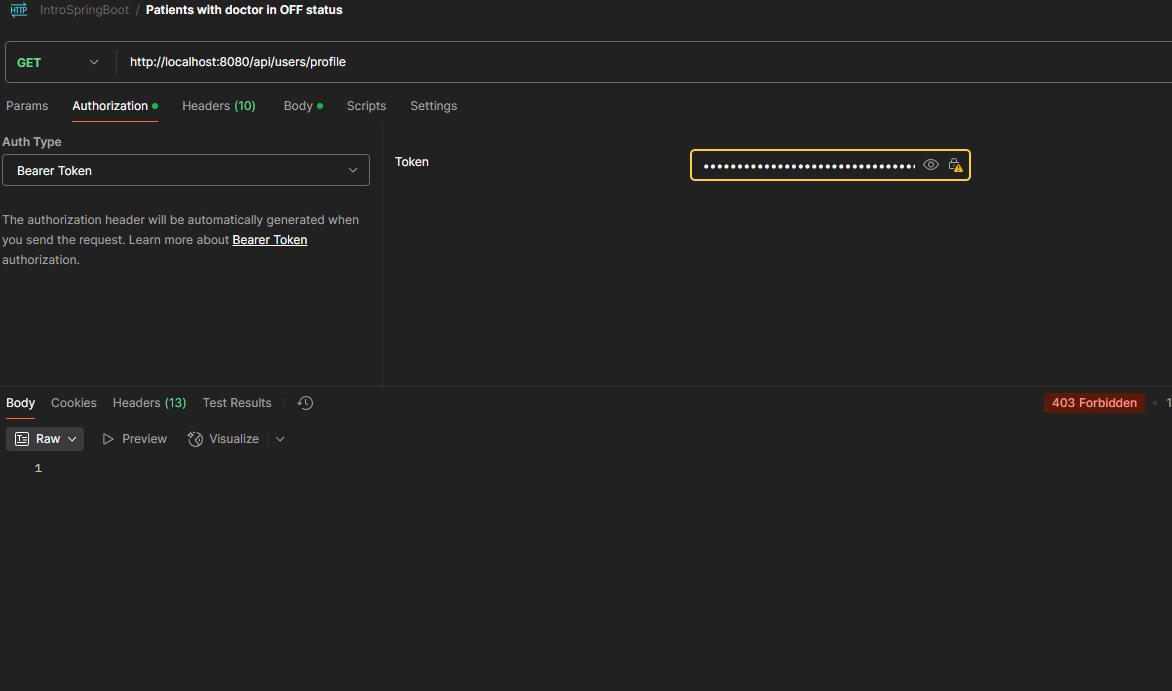 HTTP IntroSpringBoot / Patients with doctor in OFF status
GET http://localhost:8080/api/users/profile
Params Authorization Headers (10) Body Scripts Settings
Auth Type
Bearer Token
Token
The authorization header will be automatically generated when
you send the request. Learn more about Bearer Token
authorization.
Body Cookies Headers (13) Test Results 403 Forbidden • 1
Raw Preview Visualize
1